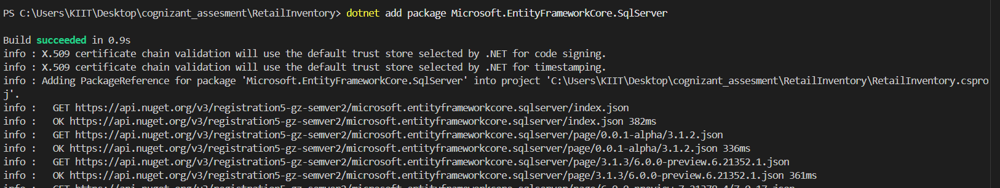 PS C:\Users\KIIT\Desktop\cognizant_assesment\RetailInventory> dotnet add package Microsoft.EntityFrameworkCore.SqlServer
Build succeeded in 0.9s
info : X.509 certificate chain validation will use the default trust store selected by .NET for code signing.
info : X.509 certificate chain validation will use the default trust store selected by .NET for timestamping.
info : Adding PackageReference for package 'Microsoft.EntityFrameworkCore.SqlServer' into project 'C:\Users\KIIT\Desktop\cognizant_assesment\RetailInventory\RetailInventory.cspro
j'.
info :   GET https://api.nuget.org/v3/registration5-gz-semver2/microsoft.entityframeworkcore.sqlserver/index.json
info :   OK https://api.nuget.org/v3/registration5-gz-semver2/microsoft.entityframeworkcore.sqlserver/index.json 382ms
info :   GET https://api.nuget.org/v3/registration5-gz-semver2/microsoft.entityframeworkcore.sqlserver/page/0.0.1-alpha/3.1.2.json
info :   OK https://api.nuget.org/v3/registration5-gz-semver2/microsoft.entityframeworkcore.sqlserver/page/0.0.1-alpha/3.1.2.json 336ms
info :   GET https://api.nuget.org/v3/registration5-gz-semver2/microsoft.entityframeworkcore.sqlserver/page/3.1.3/6.0.0-preview.6.21352.1.json
info :   OK https://api.nuget.org/v3/registration5-gz-semver2/microsoft.entityframeworkcore.sqlserver/page/3.1.3/6.0.0-preview.6.21352.1.json 361ms